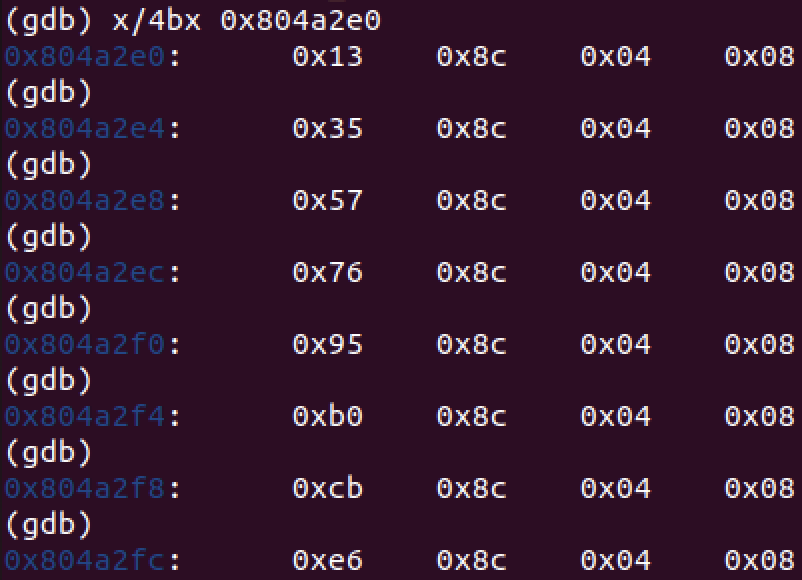 (gdb) x/4bx 0x804a2e0
0x804a2e0: 0x13 0x8c 0x04 0x08
(gdb)
0x804a2e4: 0x35 0x8c 0x04 0x08
(gdb)
0x804a2e8: 0x57 0x8c 0x04 0x08
(gdb)
0x804a2ec: 0x76 0x8c 0x04 0x08
(gdb)
0x804a2f0: 0x95 0x8c 0x04 0x08
(gdb)
0x804a2f4: 0xb0 0x8c 0x04 0x08
(gdb)
0x804a2f8: 0xcb 0x8c 0x04 0x08
(gdb)
0x804a2fc: 0xe6 0x8c 0x04 0x08